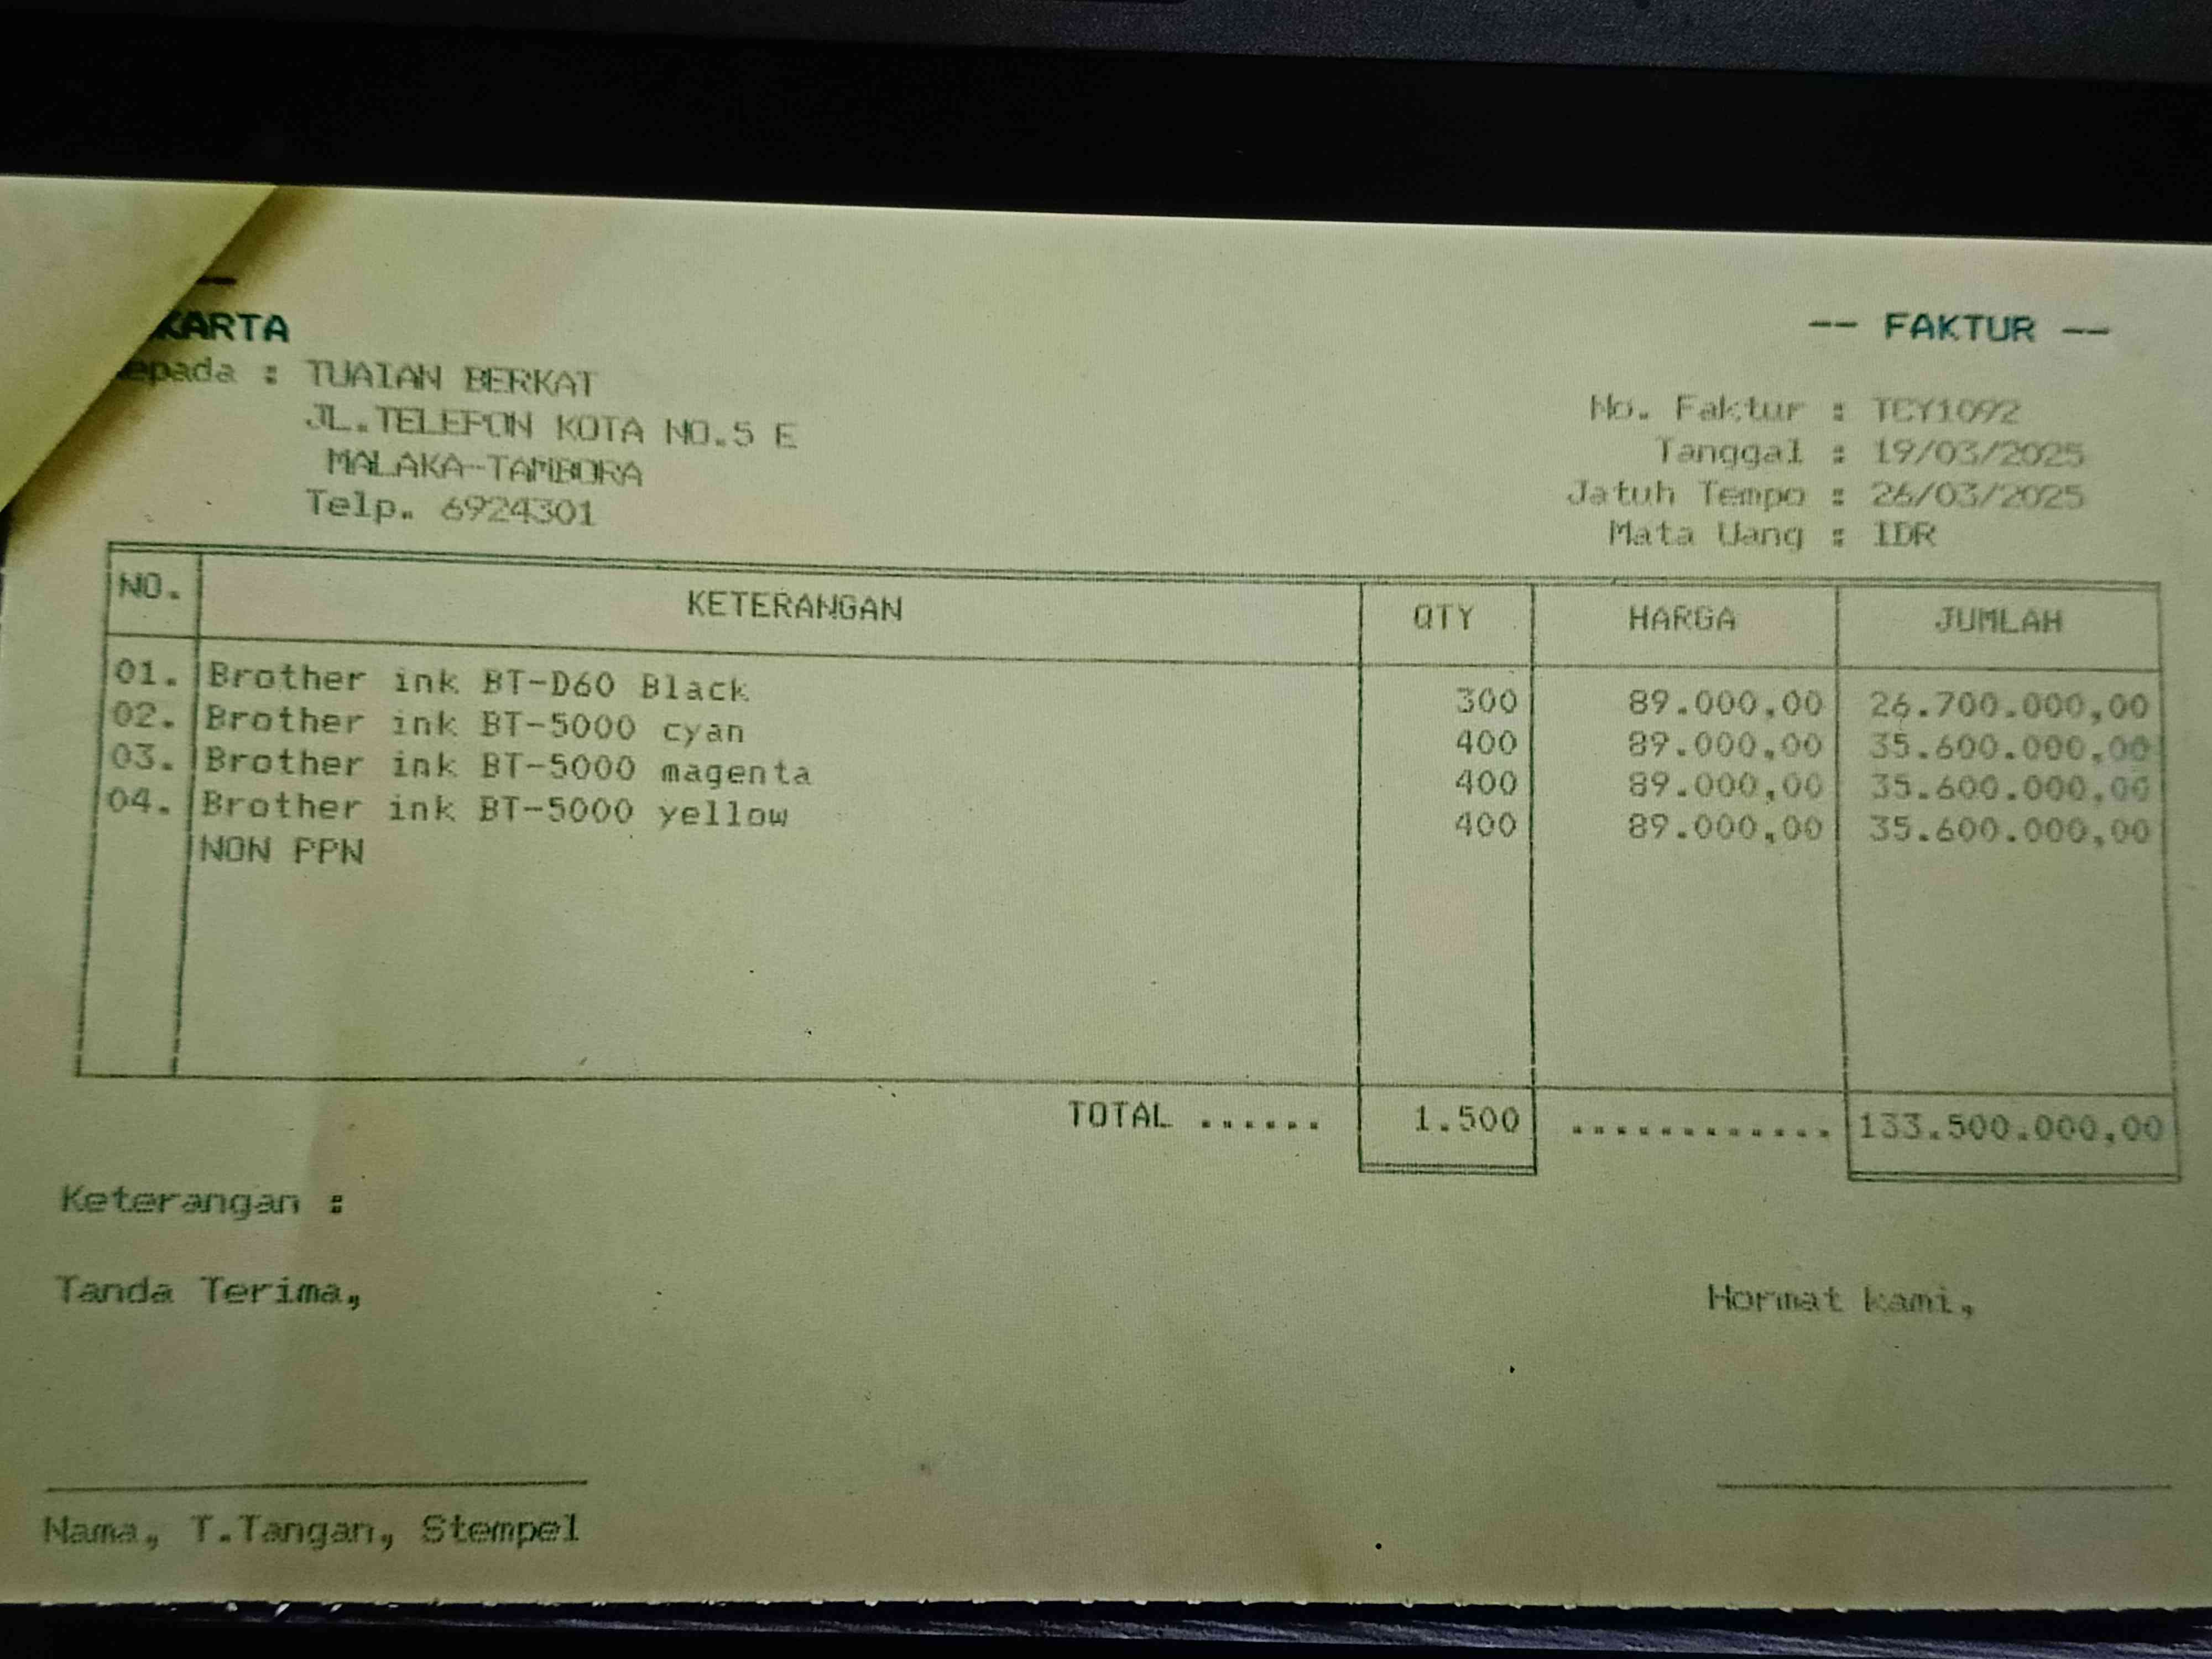 KARTA
-- FAKTUR --
epada : TUAIAN BERKAT
JL.TELEFON KOTA NO.5 E
MALAKA-TAMBORA
Telp. 6924301
No. Faktur : TCY1092
Tanggal : 19/03/2025
Jatuh Tempo : 26/03/2025
Mata Uang : IDR
NO. KETERANGAN QTY HARGA JUMLAH
01. Brother ink BT-D60 Black 300 89.000,00 26.700.000,00
02. Brother ink BT-5000 cyan 400 89.000,00 35.600.000,00
03. Brother ink BT-5000 magenta 400 89.000,00 35.600.000,00
04. Brother ink BT-5000 yellow 400 89.000,00 35.600.000,00
NON PPN
TOTAL ...... 1.500 ............ 133.500.000,00
Keterangan :
Tanda Terima, Hormat kami,
Nama, T.Tangan, Stempel